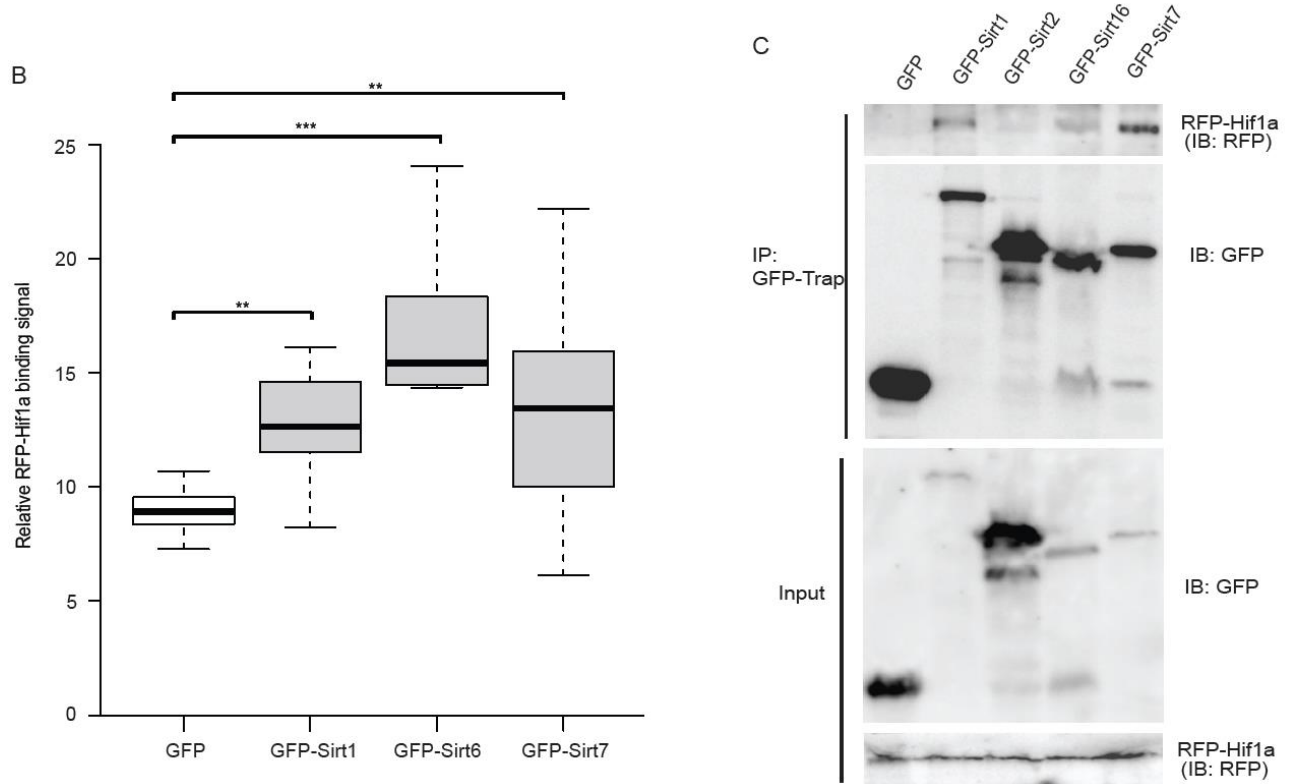 B
**
***
**
25
20
15
10
5
0
Relative RFP-Hif1a binding signal
GFP
GFP-Sirt1
GFP-Sirt6
GFP-Sirt7
C
GFP
GFP-Sirt1
GFP-Sirt2
GFP-Sirt16
GFP-Sirt7
RFP-Hif1a
(IB: RFP)
IP:
GFP-Trap
IB: GFP
Input
IB: GFP
RFP-Hif1a
(IB: RFP)